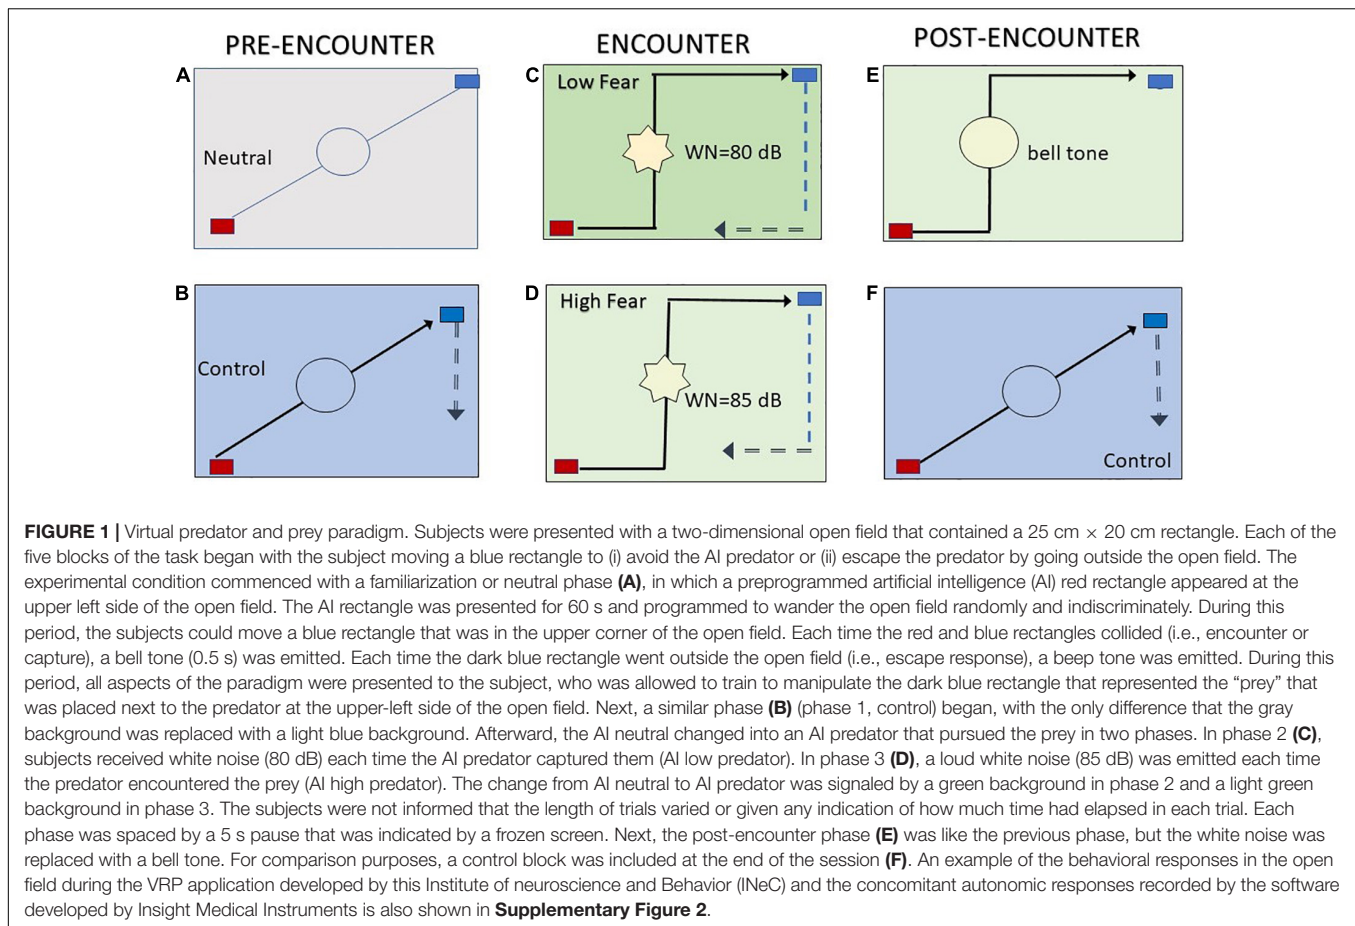 PRE-ENCOUNTER
ENCOUNTER
POST-ENCOUNTER
A
Neutral
C
Low Fear
WN=80 dB
E
bell tone
B
Control
D
High Fear
WN=85 dB
F
Control
FIGURE 1 | Virtual predator and prey paradigm. Subjects were presented with a two-dimensional open field that contained a 25 cm × 20 cm rectangle. Each of the
five blocks of the task began with the subject moving a blue rectangle to (i) avoid the AI predator or (ii) escape the predator by going outside the open field. The
experimental condition commenced with a familiarization or neutral phase (A), in which a preprogrammed artificial intelligence (AI) red rectangle appeared at the
upper left side of the open field. The AI rectangle was presented for 60 s and programmed to wander the open field randomly and indiscriminately. During this
period, the subjects could move a blue rectangle that was in the upper corner of the open field. Each time the red and blue rectangles collided (i.e., encounter or
capture), a bell tone (0.5 s) was emitted. Each time the dark blue rectangle went outside the open field (i.e., escape response), a beep tone was emitted. During this
period, all aspects of the paradigm were presented to the subject, who was allowed to train to manipulate the dark blue rectangle that represented the “prey” that
was placed next to the predator at the upper-left side of the open field. Next, a similar phase (B) (phase 1, control) began, with the only difference that the gray
background was replaced with a light blue background. Afterward, the AI neutral changed into an AI predator that pursued the prey in two phases. In phase 2 (C),
subjects received white noise (80 dB) each time the AI predator captured them (AI low predator). In phase 3 (D), a loud white noise (85 dB) was emitted each time
the predator encountered the prey (AI high predator). The change from AI neutral to AI predator was signaled by a green background in phase 2 and a light green
background in phase 3. The subjects were not informed that the length of trials varied or given any indication of how much time had elapsed in each trial. Each
phase was spaced by a 5 s pause that was indicated by a frozen screen. Next, the post-encounter phase (E) was like the previous phase, but the white noise was
replaced with a bell tone. For comparison purposes, a control block was included at the end of the session (F). An example of the behavioral responses in the open
field during the VRP application developed by this Institute of neuroscience and Behavior (INeC) and the concomitant autonomic responses recorded by the software
developed by Insight Medical Instruments is also shown in Supplementary Figure 2.